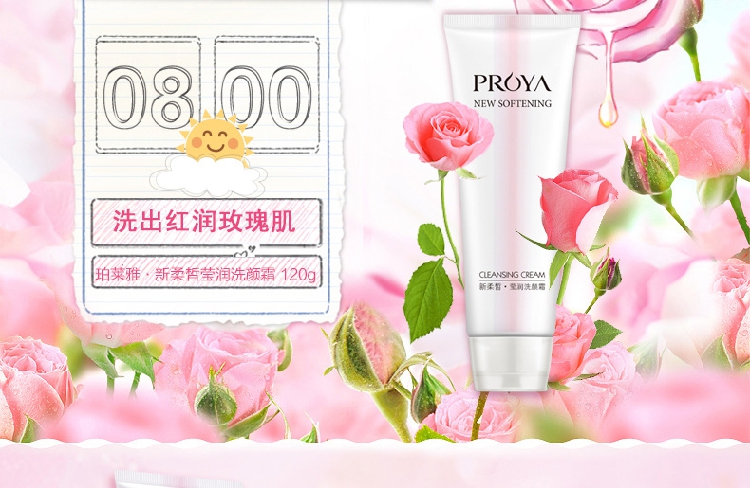 08 00
洗出红润玫瑰肌
珀莱雅·新柔皙莹润洗颜霜 120g
PROYA
NEW SOFTENING
CLEANSING CREAM
新柔皙·莹润洗颜霜